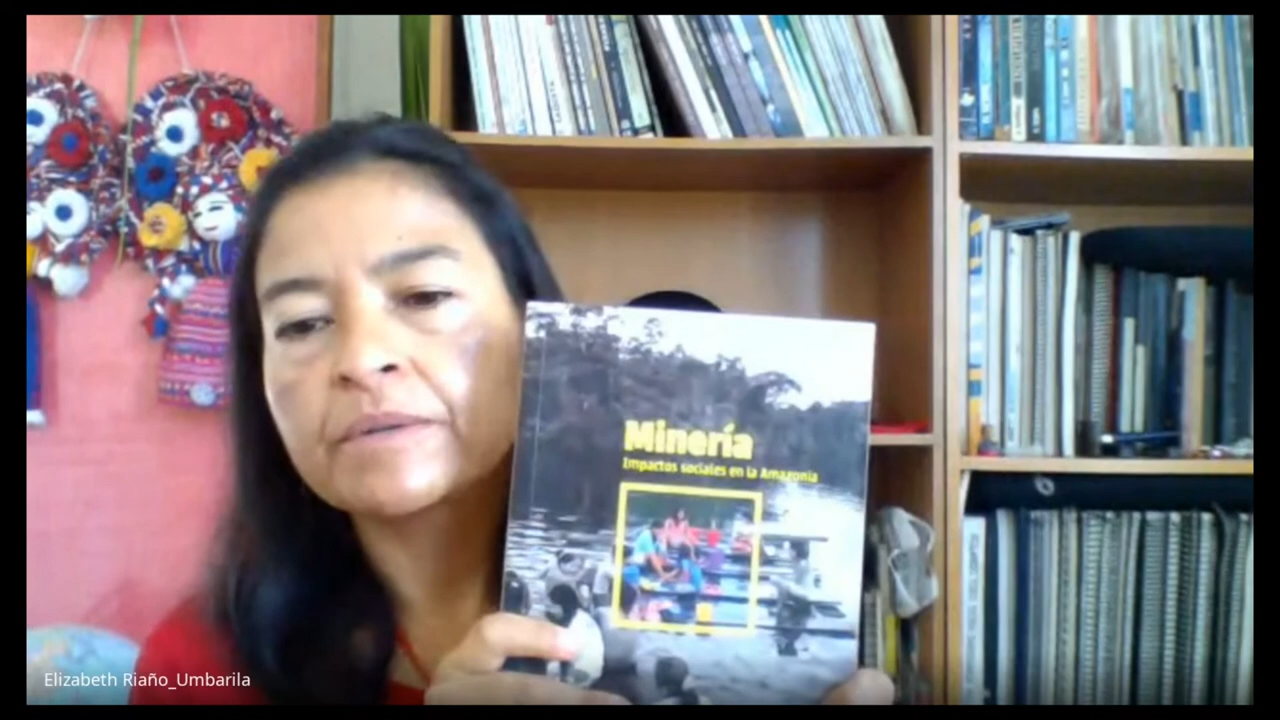 Minería
Impactos sociales en la Amazonia
Elizabeth Riaño_Umbarila